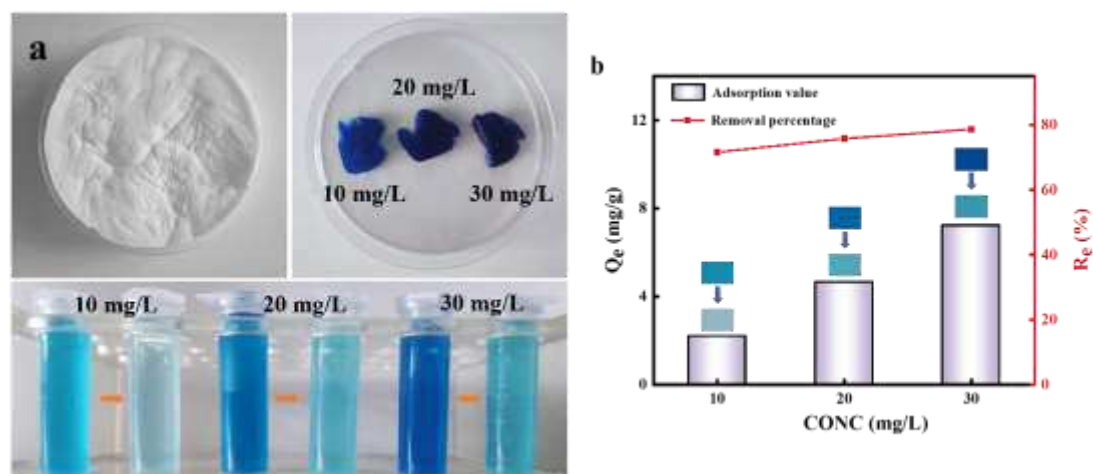 a
20 mg/L
10 mg/L
30 mg/L
10 mg/L
20 mg/L
30 mg/L
b
Adsorption value
Removal percentage
12
8
4
0
Qe (mg/g)
80
60
40
20
0
Re (%)
10
20
30
CONC (mg/L)